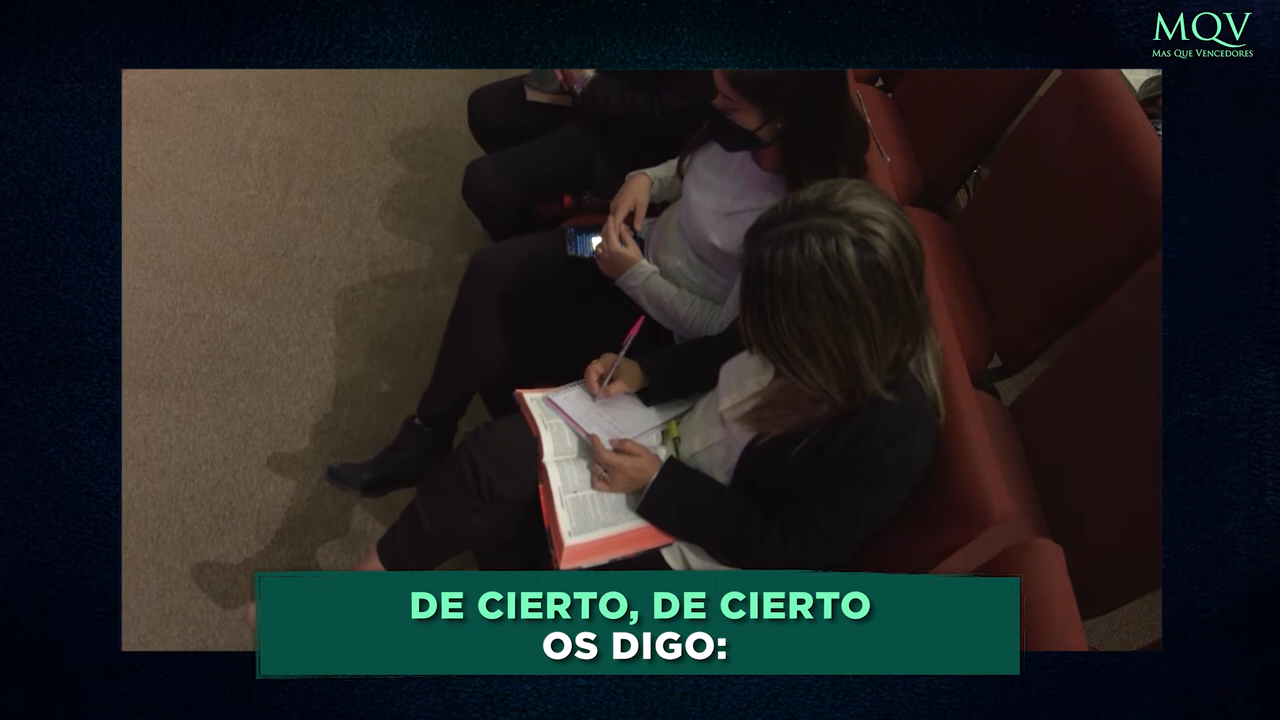 MQV
MAS QUE VENCEDORES
DE CIERTO, DE CIERTO
OS DIGO: